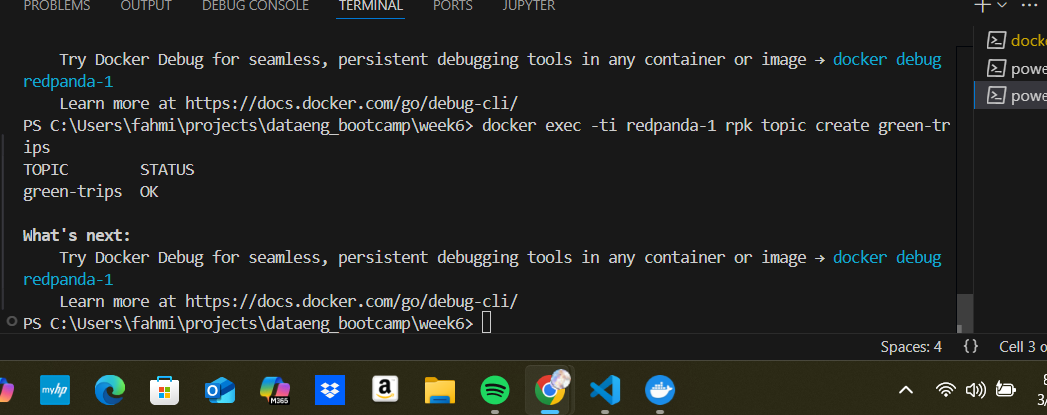 PROBLEMS OUTPUT DEBUG CONSOLE TERMINAL PORTS JUPYTER
Try Docker Debug for seamless, persistent debugging tools in any container or image → docker debug
redpanda-1
Learn more at https://docs.docker.com/go/debug-cli/
PS C:\Users\fahmi\projects\dataeng_bootcamp\week6> docker exec -ti redpanda-1 rpk topic create green-tr
ips
TOPIC STATUS
green-trips OK
What's next:
Try Docker Debug for seamless, persistent debugging tools in any container or image → docker debug
redpanda-1
Learn more at https://docs.docker.com/go/debug-cli/
PS C:\Users\fahmi\projects\dataeng_bootcamp\week6>
docke
powe
powe
Spaces: 4 {} Cell 3 o
myhp
M365
a
8
3/